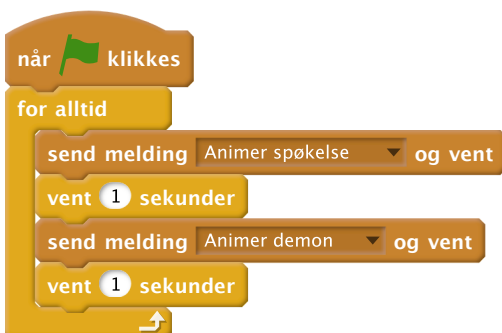 når klikkes
for alltid
send melding Animer spøkelse og vent
vent 1 sekunder
send melding Animer demon og vent
vent 1 sekunder